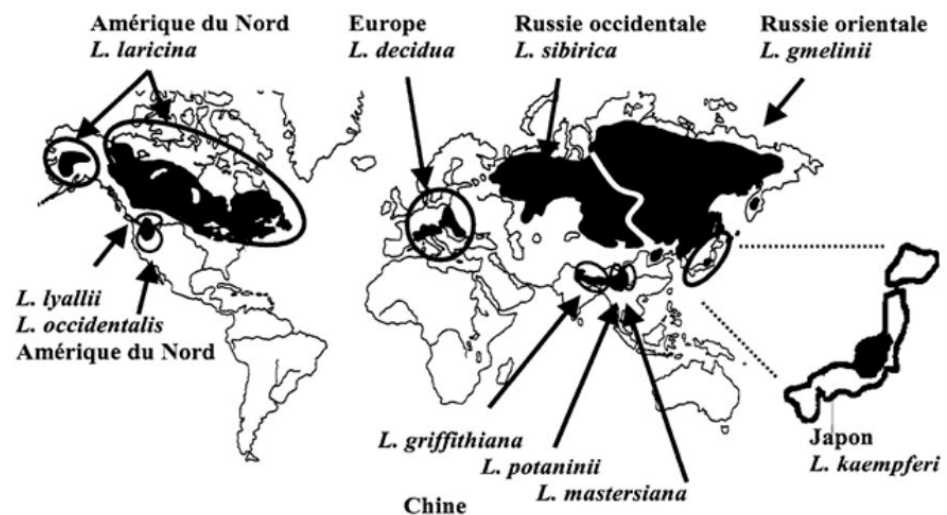 Amérique du Nord
L. laricina
Europe
L. decidua
Russie occidentale
L. sibirica
Russie orientale
L. gmelinii
L. lyallii
L. occidentalis
Amérique du Nord
L. griffithiana
L. potaninii
L. mastersiana
Chine
Japon
L. kaempferi